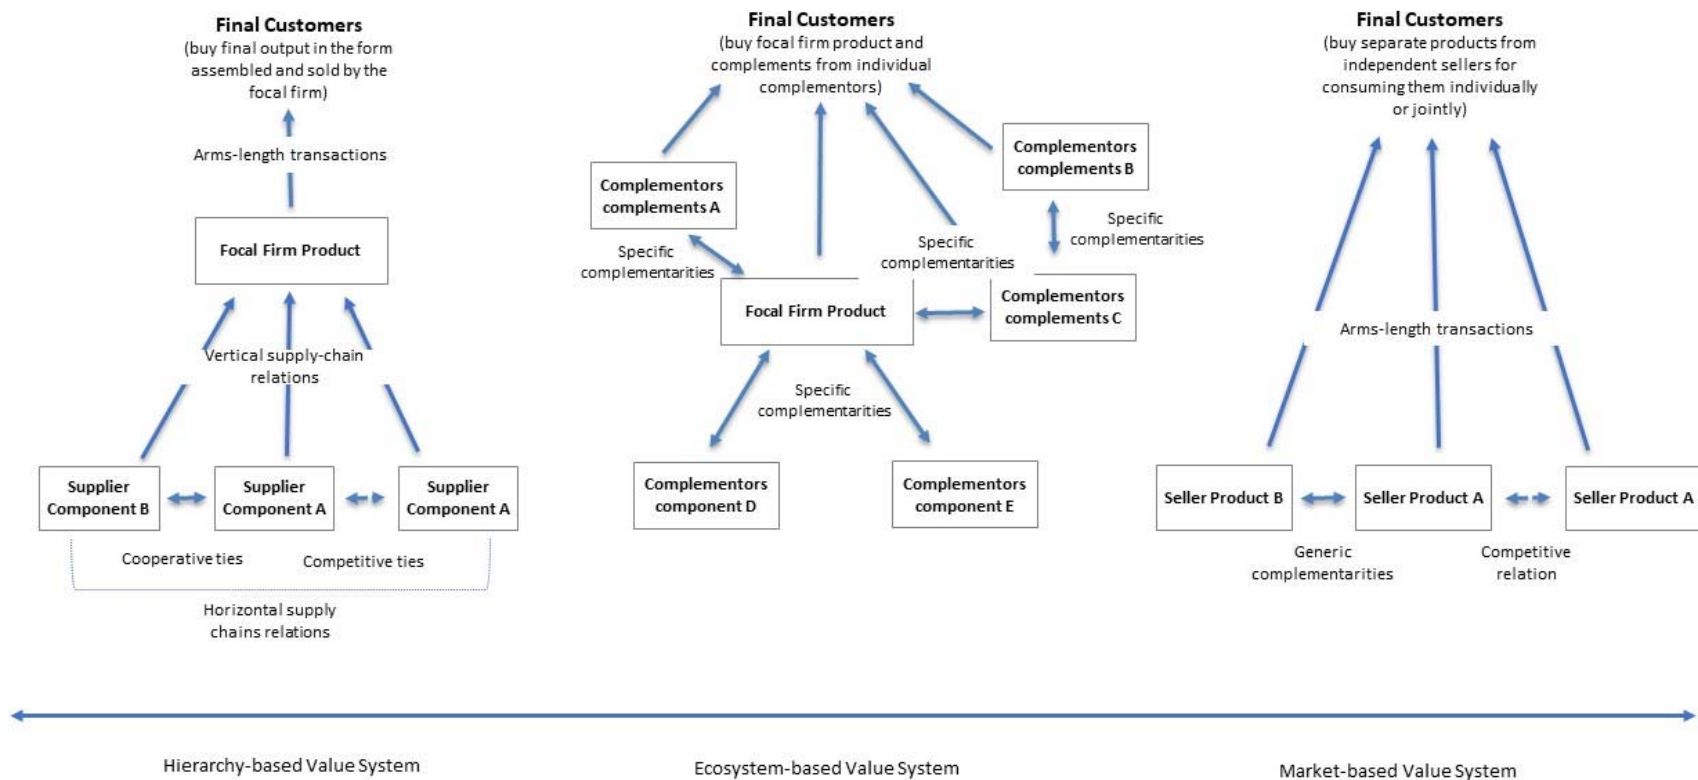 Final Customers
(buy final output in the form
assembled and sold by the
focal firm)
Arms-length transactions
Focal Firm Product
Vertical supply-chain
relations
Supplier
Component B
Supplier
Component A
Supplier
Component A
Cooperative ties
Competitive ties
Horizontal supply
chains relations
Hierarchy-based Value System
Final Customers
(buy focal firm product and
complements from individual
complementors)
Complementors
complements A
Complementors
complements B
Specific
complementarities
Specific
complementarities
Specific
complementarities
Focal Firm Product
Complementors
complements C
Specific
complementarities
Complementors
component D
Complementors
component E
Ecosystem-based Value System
Final Customers
(buy separate products from
independent sellers for
consuming them individually
or jointly)
Arms-length transactions
Seller Product B
Seller Product A
Seller Product A
Generic
complementarities
Competitive
relation
Market-based Value System